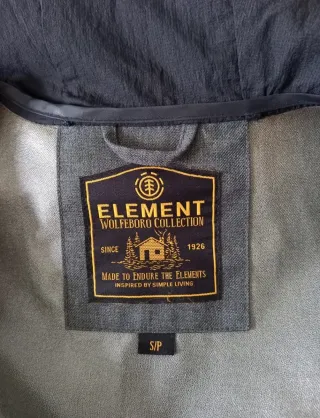 ELEMENT
WOLFEBORO COLLECTION
SINCE 1926
MADE TO ENDURE THE ELEMENTS
INSPIRED BY SIMPLE LIVING
S/P